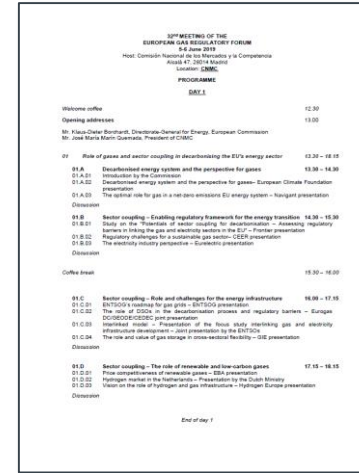 32ND MEETING OF THE
EUROPEAN GAS REGULATORY FORUM
5-6 June 2019
Host: Comisión Nacional de los Mercados y la Competencia
Alcalá 47, 28014 Madrid
Location: CNMC
PROGRAMME
DAY 1
Welcome coffee 12.30
Opening addresses 13.00
Mr. Klaus-Dieter Borchardt, Directorate-General for Energy, European Commission
Mr. José María Marín Quemada, President of CNMC
01 Role of gases and sector coupling in decarbonising the EU's energy sector 13.30 – 18.15
01.A Decarbonised energy system and the perspective for gases 13.30 – 14.30
01.A.01 Introduction by the Commission
01.A.02 Decarbonised energy system and the perspective for gases– European Climate Foundation
presentation
01.A.03 The optimal role for gas in a net-zero emissions EU energy system – Navigant presentation
Discussion
01.B Sector coupling – Enabling regulatory framework for the energy transition 14.30 – 15.30
01.B.01 Study on the "Potentials of sector coupling for decarbonisation – Assessing regulatory
barriers in linking the gas and electricity sectors in the EU" – Frontier presentation
01.B.02 Regulatory challenges for a sustainable gas sector– CEER presentation
01.B.03 The electricity industry perspective – Eurelectric presentation
Discussion
Coffee break 15.30 – 16.00
01.C Sector coupling – Role and challenges for the energy infrastructure 16.00 – 17.15
01.C.01 ENTSOG's roadmap for gas grids – ENTSOG presentation
01.C.02 The role of DSOs in the decarbonisation process and regulatory barriers – Eurogas
DC/GEODE/CEDEC joint presentation
01.C.03 Interlinked model – Presentation of the focus study interlinking gas and electricity
infrastructure development – Joint presentation by the ENTSOs
01.C.04 The role and value of gas storage in cross-sectoral flexibility – GIE presentation
Discussion
01.D Sector coupling – The role of renewable and low-carbon gases 17.15 – 18.15
01.D.01 Price competitiveness of renewable gases – EBA presentation
01.D.02 Hydrogen market in the Netherlands – Presentation by the Dutch Ministry
01.D.03 Vision on the role of hydrogen and gas infrastructure – Hydrogen Europe presentation
Discussion
End of day 1